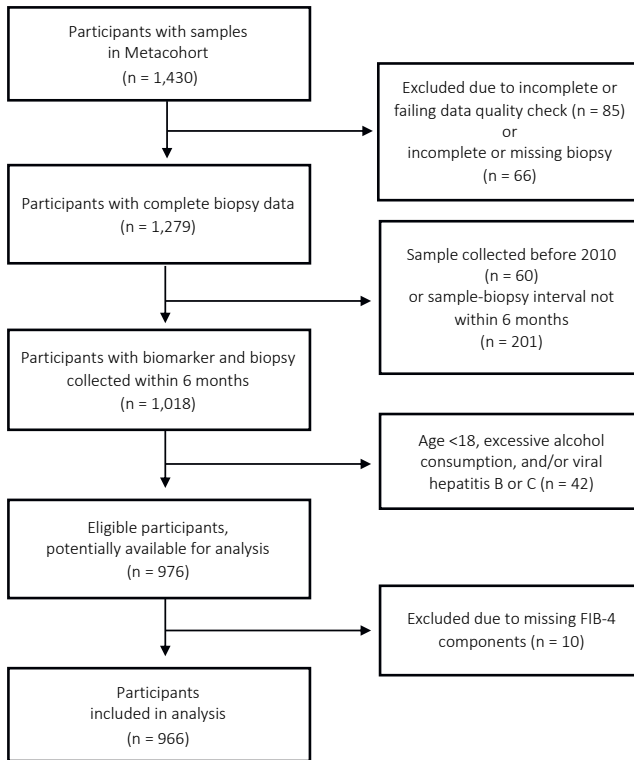 Participants with samples
in Metacohort
(n = 1,430)
Excluded due to incomplete or
failing data quality check (n = 85)
or
incomplete or missing biopsy
(n = 66)
Participants with complete biopsy data
(n = 1,279)
Sample collected before 2010
(n = 60)
or sample-biopsy interval not
within 6 months
(n = 201)
Participants with biomarker and biopsy
collected within 6 months
(n = 1,018)
Age <18, excessive alcohol
consumption, and/or viral
hepatitis B or C (n = 42)
Eligible participants,
potentially available for analysis
(n = 976)
Excluded due to missing FIB-4
components (n = 10)
Participants
included in analysis
(n = 966)